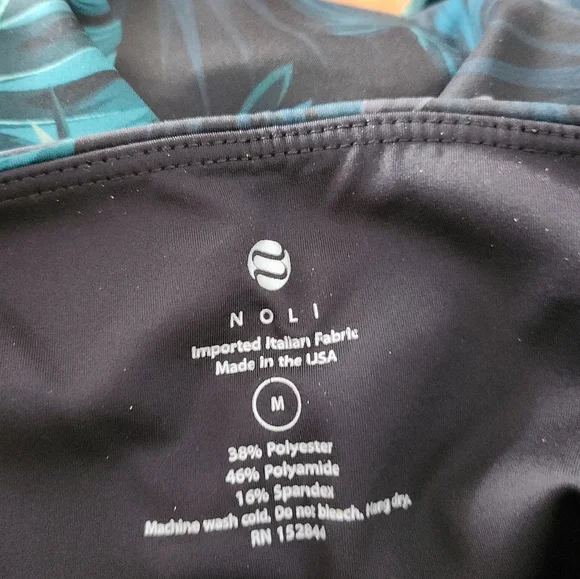 NOLI
Imported Italian Fabric
Made in the USA
M
38% Polyester
46% Polyamide
16% Spandex
Machine wash cold. Do not bleach. Hang dry.
RN 152844